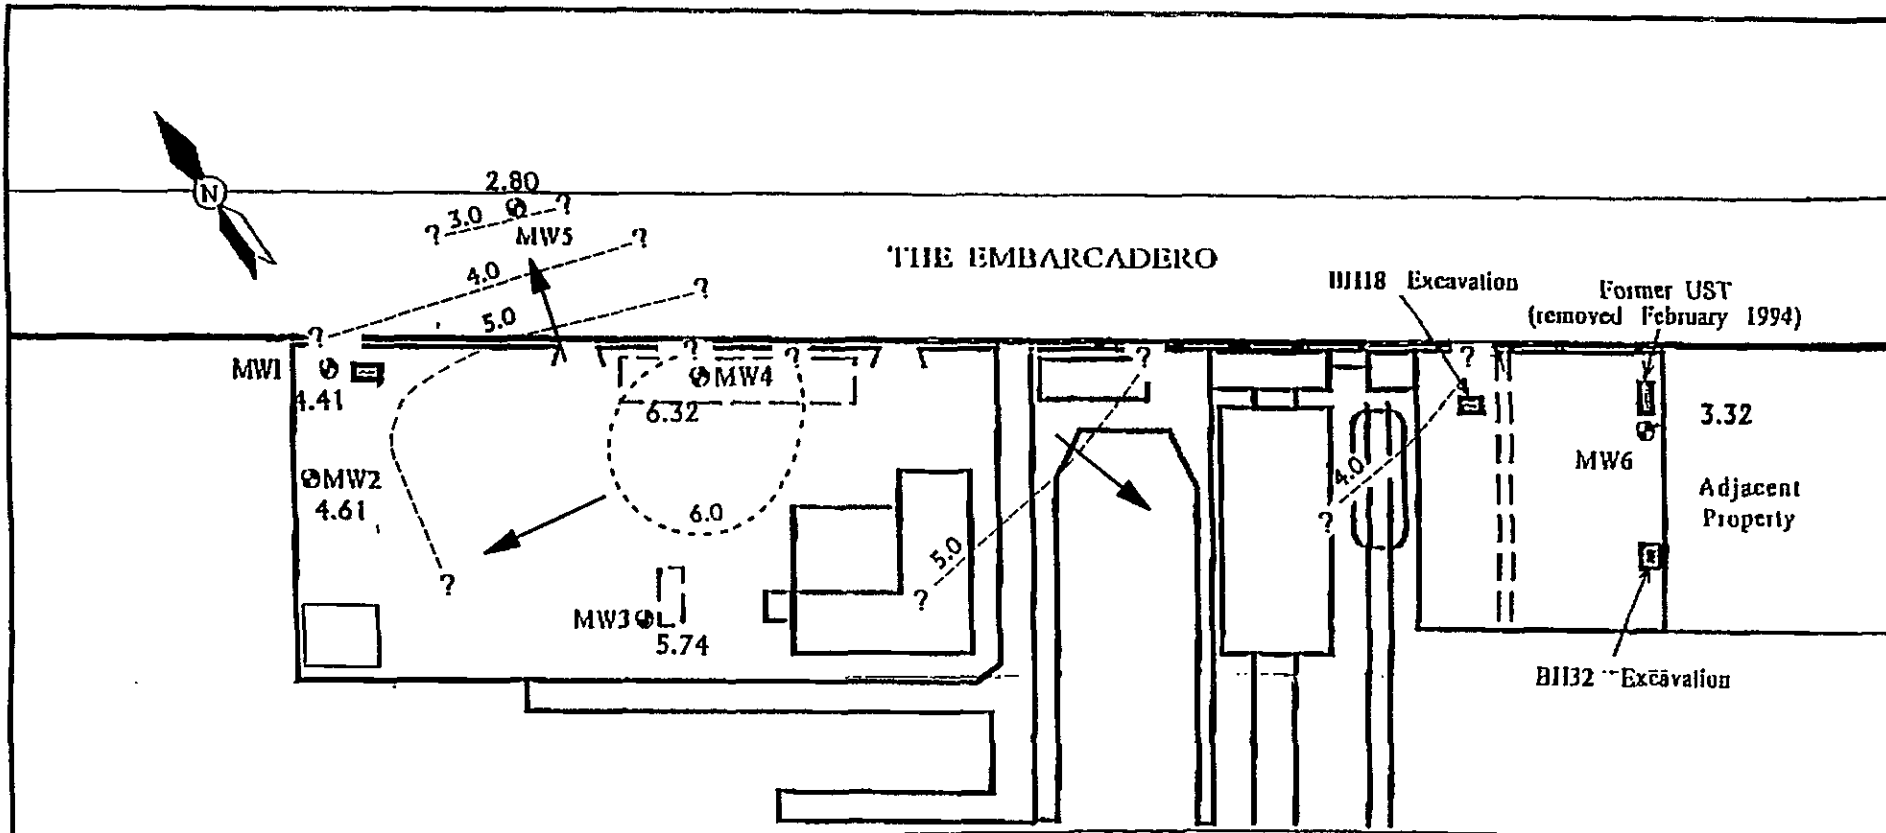 N
2.80
3.0
?
?
MW5
?
4.0
?
5.0
THE EMBARCADERO
BH18 Excavation
Former UST
(removed February 1994)
?
?
?
?
?
MW1
4.41
MW4
6.32
3.32
MW6
MW2
4.61
4.0
Adjacent
Property
6.0
?
5.0
?
?
MW3
5.74
BH32 Excavation